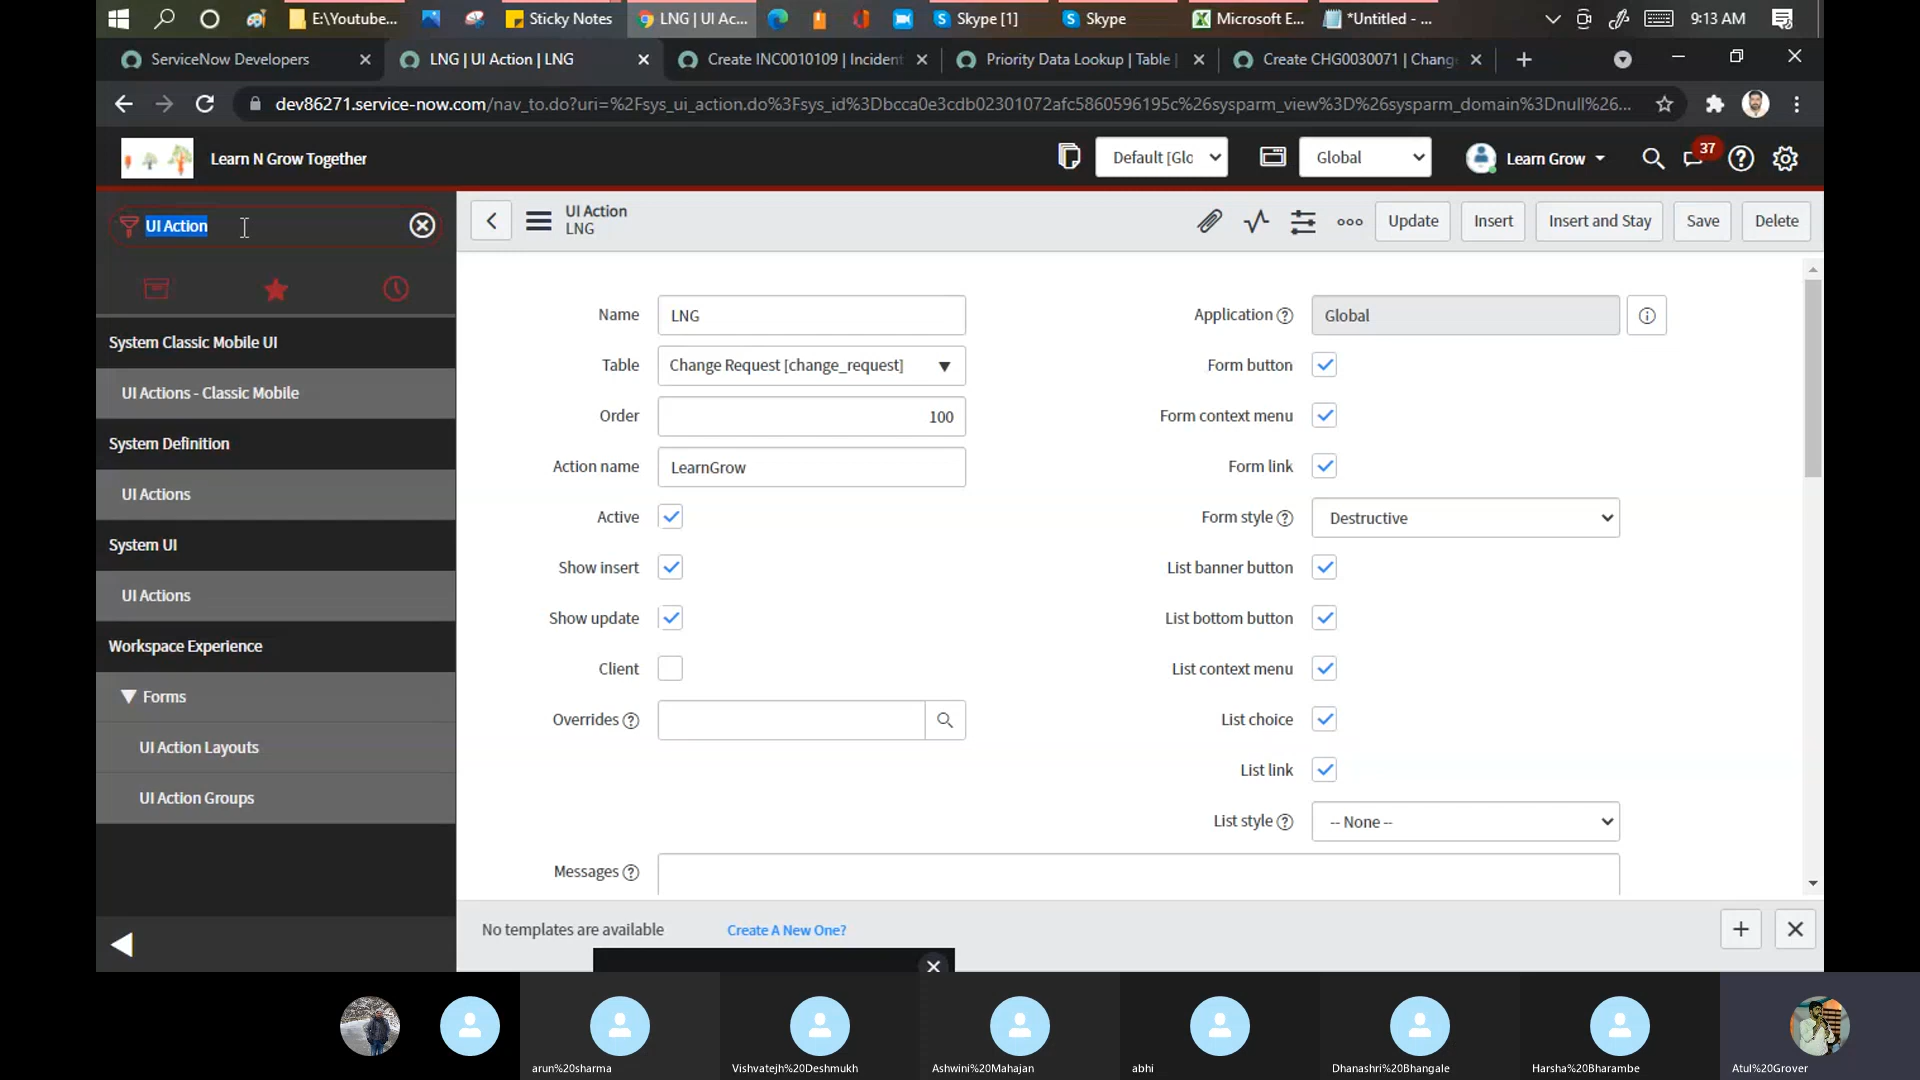 E:\Youtube...
Sticky Notes
LNG | UI Ac...
Skype [1]
Skype
Microsoft E...
*Untitled - ...
9:13 AM
ServiceNow Developers
LNG | UI Action | LNG
Create INC0010109 | Incident
Priority Data Lookup | Table |
Create CHG0030071 | Chang
dev86271.service-now.com/nav_to.do?uri=%2Fsys_ui_action.do%3Fsys_id%3Dbcca0e3cdb02301072afc5860596195c%26sysparm_view%3D%26sysparm_domain%3Dnull%26...
Learn N Grow Together
Default [Glc
Global
Learn Grow
37
UI Action
UI Action
LNG
Update
Insert
Insert and Stay
Save
Delete
System Classic Mobile UI
UI Actions - Classic Mobile
System Definition
UI Actions
System UI
UI Actions
Workspace Experience
Forms
UI Action Layouts
UI Action Groups
Name
LNG
Table
Change Request [change_request]
Order
100
Action name
LearnGrow
Active
Show insert
Show update
Client
Overrides
Application
Global
Form button
Form context menu
Form link
Form style
Destructive
List banner button
List bottom button
List context menu
List choice
List link
List style
-- None --
Messages
No templates are available
Create A New One?
arun%20sharma
Vishvatejh%20Deshmukh
Ashwini%20Mahajan
abhi
Dhanashri%20Bhangale
Harsha%20Bharambe
Atul%20Grover